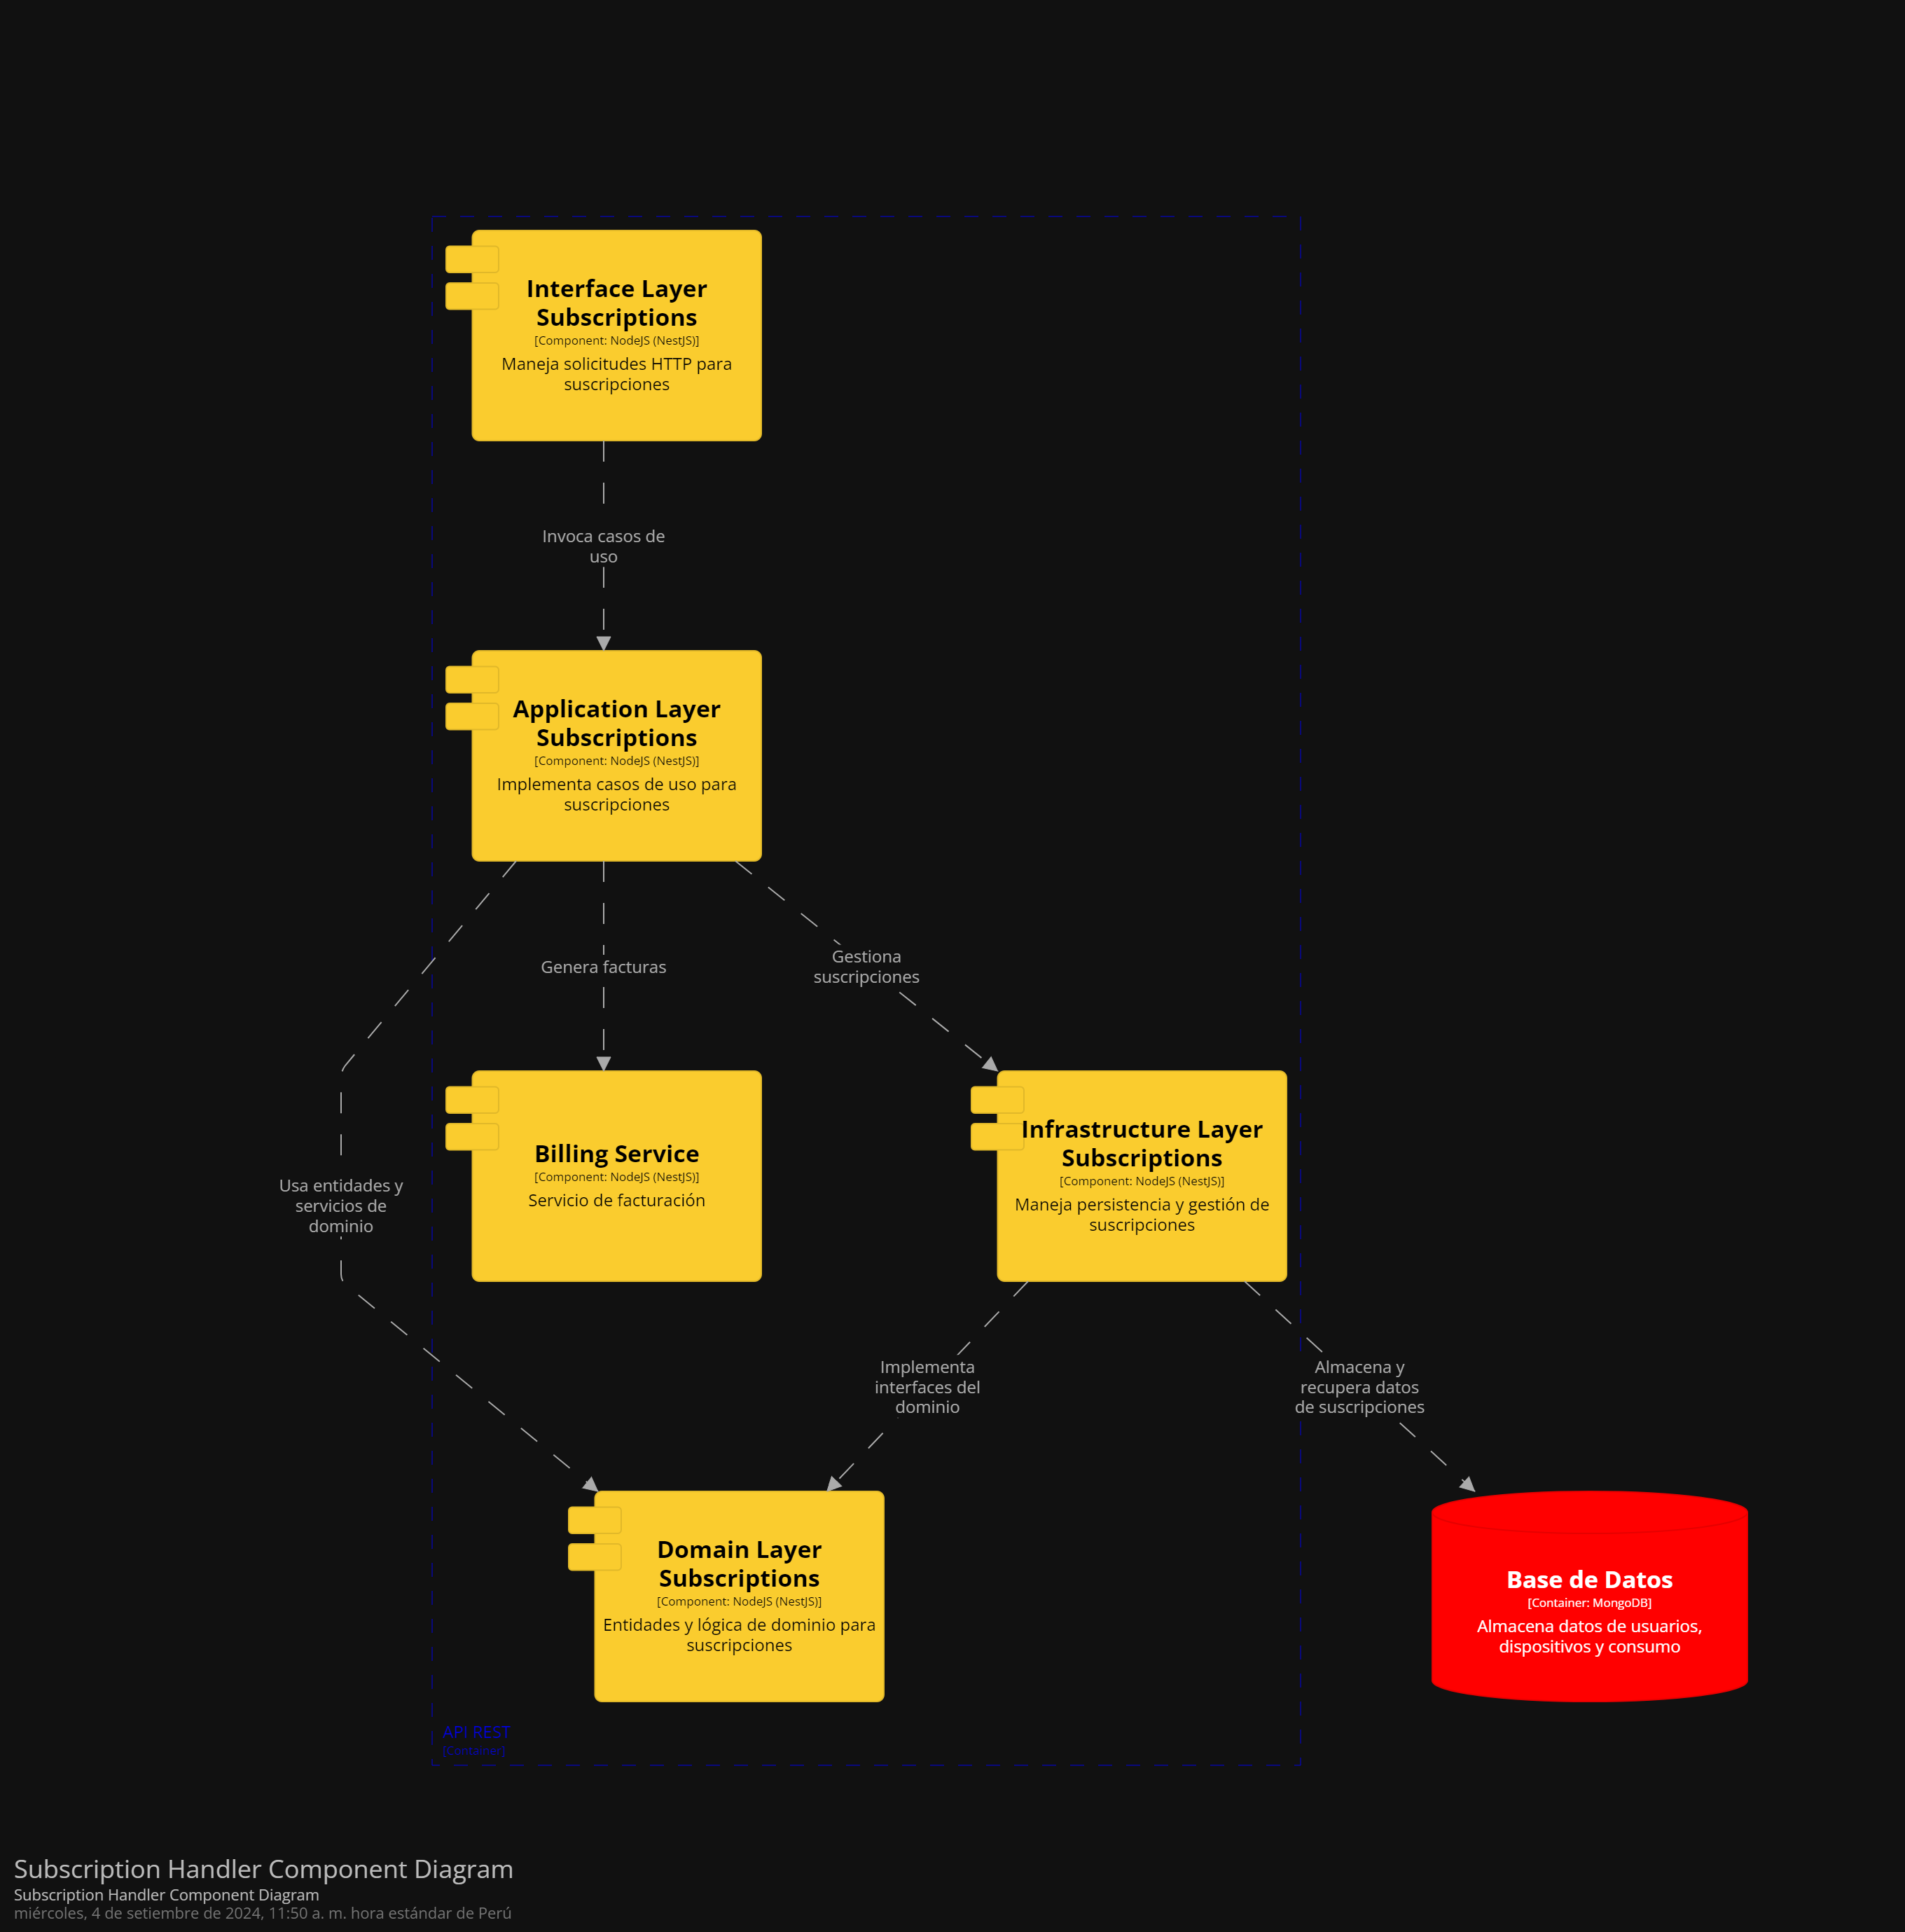 Interface Layer
Subscriptions
[Component: NodeJS (NestJS)]
Maneja solicitudes HTTP para
suscripciones
Invoca casos de
uso
Application Layer
Subscriptions
[Component: NodeJS (NestJS)]
Implementa casos de uso para
suscripciones
Genera facturas
Gestiona
suscripciones
Billing Service
[Component: NodeJS (NestJS)]
Servicio de facturación
Infrastructure Layer
Subscriptions
[Component: NodeJS (NestJS)]
Maneja persistencia y gestión de
suscripciones
Usa entidades y
servicios de
dominio
Implementa
interfaces del
dominio
Almacena y
recupera datos
de suscripciones
Domain Layer
Subscriptions
[Component: NodeJS (NestJS)]
Entidades y lógica de dominio para
suscripciones
Base de Datos
[Container: MongoDB]
Almacena datos de usuarios,
dispositivos y consumo
API REST
[Container]
Subscription Handler Component Diagram
Subscription Handler Component Diagram
miércoles, 4 de setiembre de 2024, 11:50 a. m. hora estándar de Perú